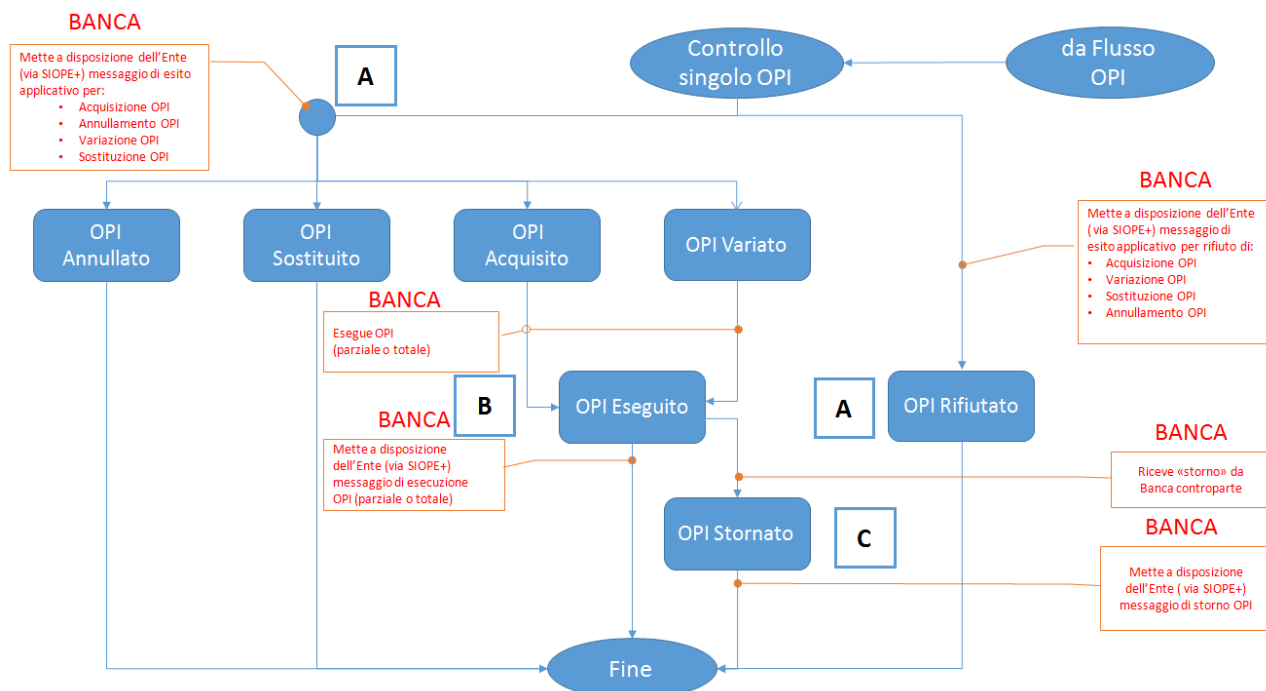 BANCA
Mette a disposizione dell'Ente
(via SIOPE+) messaggio di esito
applicativo per:
• Acquisizione OPI
• Annullamento OPI
• Variazione OPI
• Sostituzione OPI
A
Controllo
singolo OPI
da Flusso
OPI
BANCA
Mette a disposizione dell'Ente
( via SIOPE+) messaggio di
esito applicativo per rifiuto di:
• Acquisizione OPI
• Variazione OPI
• Sostituzione OPI
• Annullamento OPI
OPI
Annullato
OPI
Sostituito
OPI
Acquisito
OPI Variato
BANCA
Esegue OPI
(parziale o totale)
B
OPI Eseguito
A
OPI Rifiutato
BANCA
Mette a disposizione
dell'Ente (via SIOPE+)
messaggio di esecuzione
OPI (parziale o totale)
BANCA
Riceve «storno» da
Banca controparte
OPI Stornato
C
BANCA
Mette a disposizione
dell'Ente ( via SIOPE+)
messaggio di storno OPI
Fine